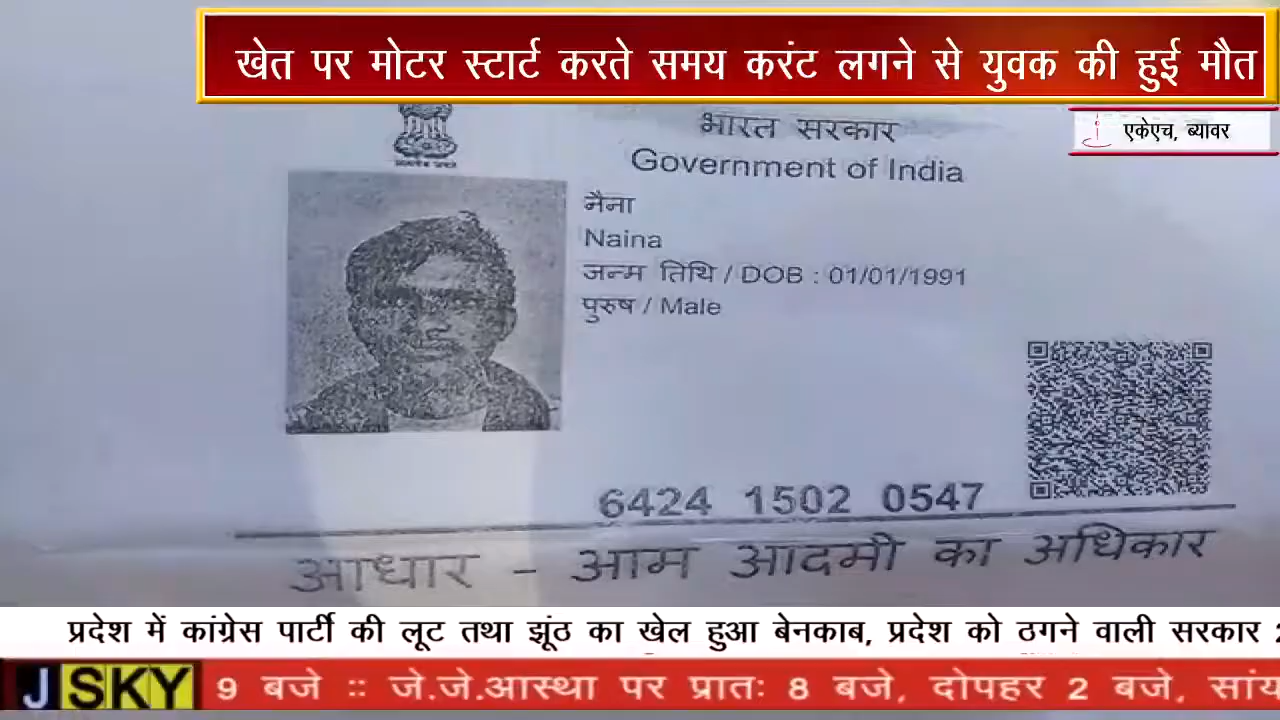 खेत पर मोटर स्टार्ट करते समय करंट लगने से युवक की हुई मौत
एकेएच, ब्यावर
भारत सरकार
Government of India
नैना
Naina
जन्म तिथि / DOB : 01/01/1991
पुरुष / Male
6424 1502 0547
आधार - आम आदमी का अधिकार
प्रदेश में कांग्रेस पार्टी की लूट तथा झूंठ का खेल हुआ बेनकाब, प्रदेश को ठगने वाली सरकार
J SKY 9 बजे :: जे.जे.आस्था पर प्रातः 8 बजे, दोपहर 2 बजे, सांय